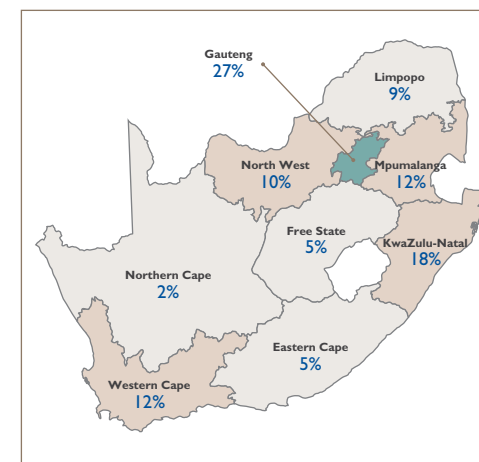 Gauteng
27%
Limpopo
9%
North West
10%
Mpumalanga
12%
Free State
5%
KwaZulu-Natal
18%
Northern Cape
2%
Eastern Cape
5%
Western Cape
12%